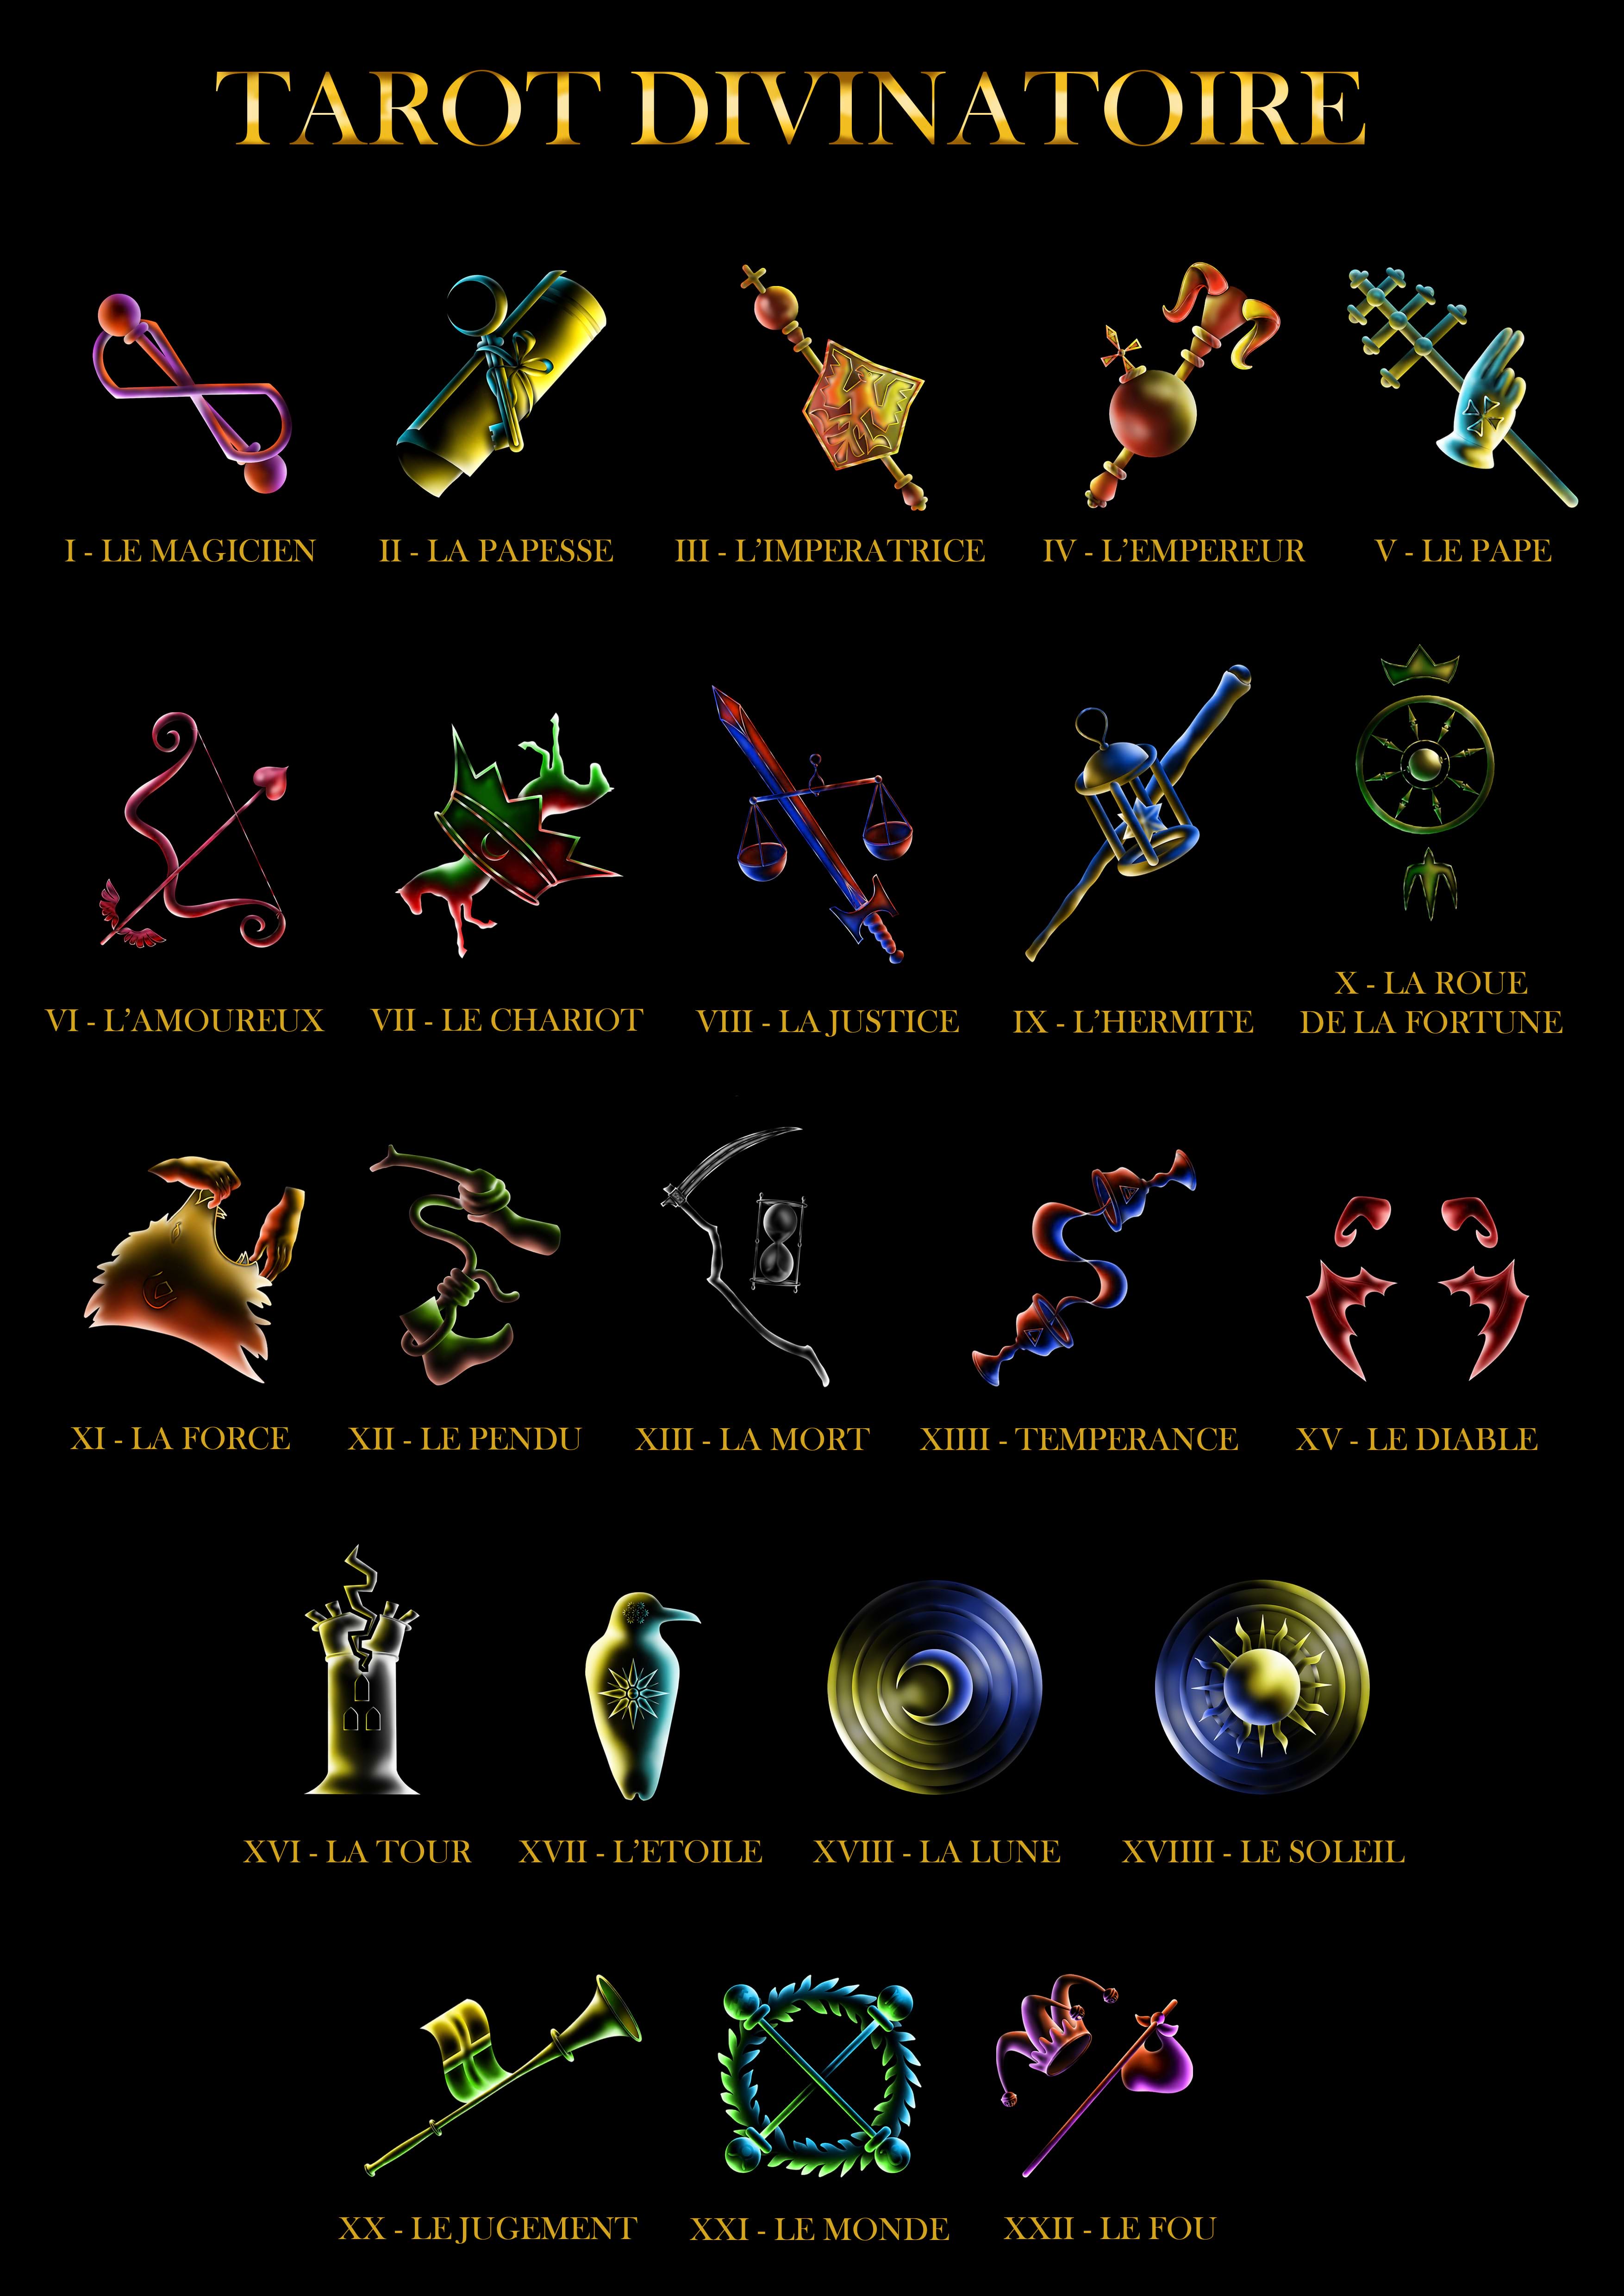 TAROT DIVINATOIRE
I - LE MAGICIEN
II - LA PAPESSE
III - L’IMPERATRICE
IV - L’EMPEREUR
V - LE PAPE
VI - L’AMOUREUX
VII - LE CHARIOT
VIII - LA JUSTICE
IX - L’HERMITE
X - LA ROUE
DE LA FORTUNE
XI - LA FORCE
XII - LE PENDU
XIII - LA MORT
XIIII - TEMPERANCE
XV - LE DIABLE
XVI - LA TOUR
XVII - L’ETOILE
XVIII - LA LUNE
XVIIII - LE SOLEIL
XX - LE JUGEMENT
XXI - LE MONDE
XXII - LE FOU